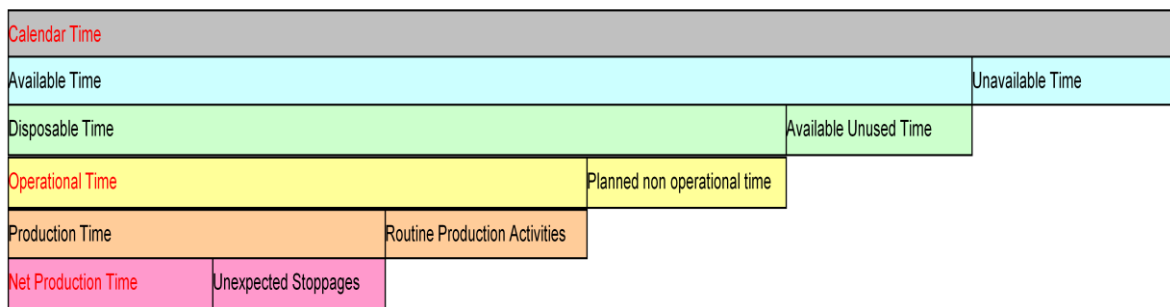 Calendar Time
Available Time
Unavailable Time
Disposable Time
Available Unused Time
Operational Time
Planned non operational time
Production Time
Routine Production Activities
Net Production Time
Unexpected Stoppages